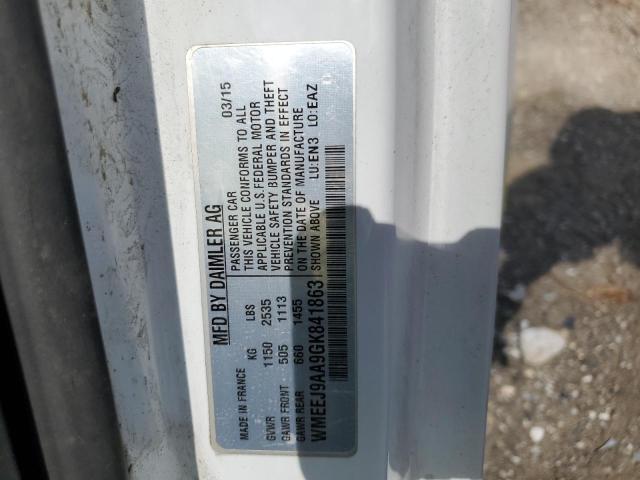 MFD BY DAIMLER AG 03/15
MADE IN FRANCE KG LBS PASSENGER CAR
THIS VEHICLE CONFORMS TO ALL
GVWR 1150 2535 APPLICABLE U.S.FEDERAL MOTOR
VEHICLE SAFETY BUMPER AND THEFT
GAWR FRONT 505 1113 PREVENTION STANDARDS IN EFFECT
GAWR REAR 660 1455 ON THE DATE OF MANUFACTURE
SHOWN ABOVE LU:EN3 LO:EAZ
WMEEJ9AA9GK841863